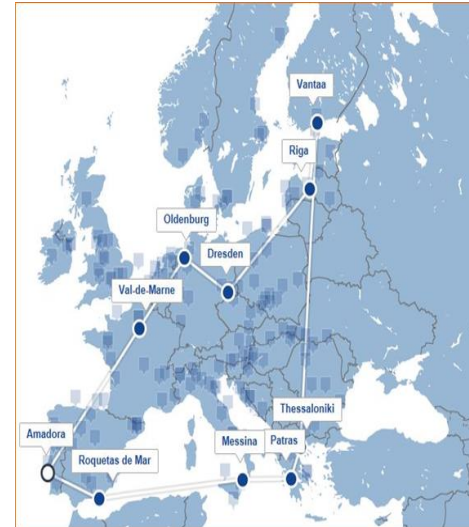 Vantaa
Riga
Oldenburg
Dresden
Val-de-Marne
Thessaloniki
Amadora
Messina
Patras
Roquetas de Mar